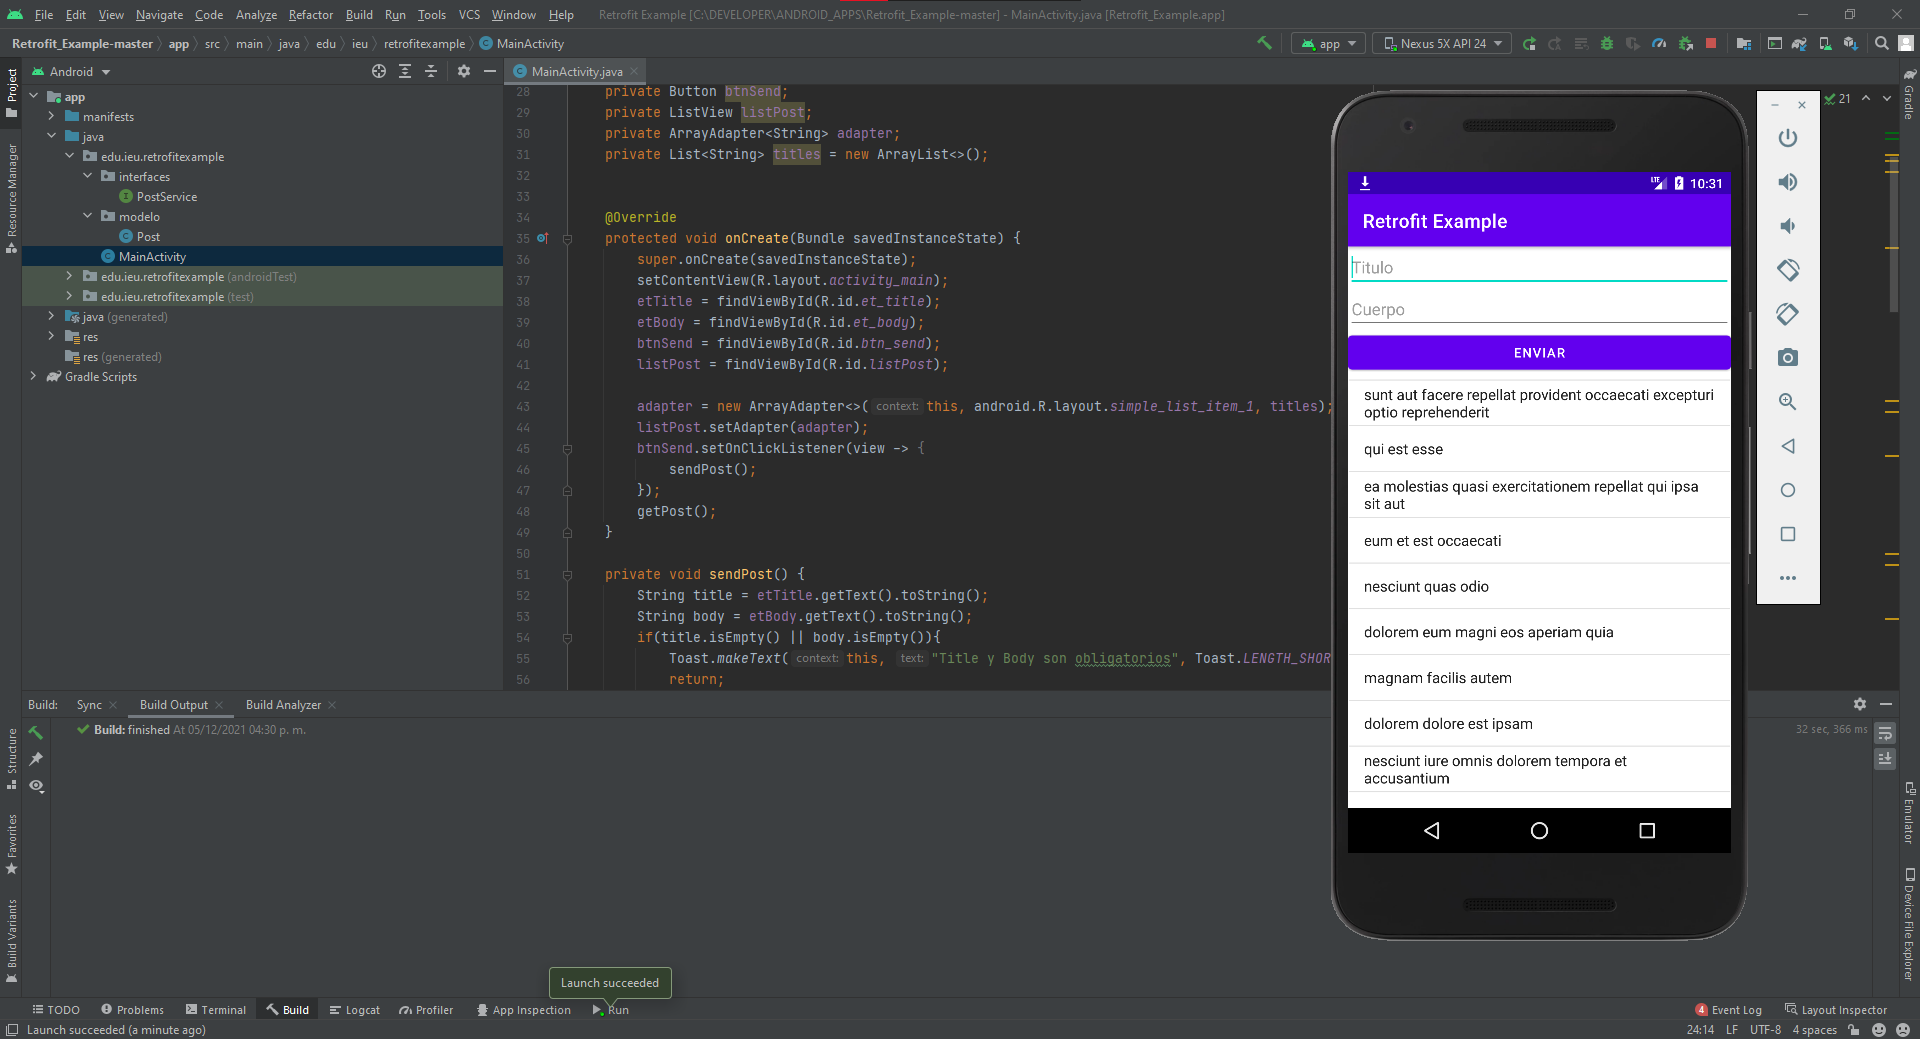 File Edit View Navigate Code Analyze Refactor Build Run Tools VCS Window Help Retrofit Example [C:\DEVELOPER\ANDROID_APPS\Retrofit_Example-master] - MainActivity.java [Retrofit_Example.app]
Retrofit_Example-master app src main java edu ieu retrofitexample MainActivity app Nexus 5X API 24
Project
Resource Manager
Structure
Favorites
Build Variants
Android
app
manifests
java
edu.ieu.retrofitexample
interfaces
PostService
modelo
Post
MainActivity
edu.ieu.retrofitexample (androidTest)
edu.ieu.retrofitexample (test)
java (generated)
res
res (generated)
Gradle Scripts
MainActivity.java
21
28 private Button btnSend;
29 private ListView listPost;
30 private ArrayAdapter<String> adapter;
31 private List<String> titles = new ArrayList<>();
32
33
34 @Override
35 protected void onCreate(Bundle savedInstanceState) {
36 super.onCreate(savedInstanceState);
37 setContentView(R.layout.activity_main);
38 etTitle = findViewById(R.id.et_title);
39 etBody = findViewById(R.id.et_body);
40 btnSend = findViewById(R.id.btn_send);
41 listPost = findViewById(R.id.listPost);
42
43 adapter = new ArrayAdapter<>( context: this, android.R.layout.simple_list_item_1, titles);
44 listPost.setAdapter(adapter);
45 btnSend.setOnClickListener(view -> {
46 sendPost();
47 });
48 getPost();
49 }
50
51 private void sendPost() {
52 String title = etTitle.getText().toString();
53 String body = etBody.getText().toString();
54 if(title.isEmpty() || body.isEmpty()){
55 Toast.makeText( context: this, text: "Title y Body son obligatorios", Toast.LENGTH_SHOR
56 return;
LTE 10:31
Retrofit Example
Titulo
Cuerpo
ENVIAR
sunt aut facere repellat provident occaecati excepturi
optio reprehenderit
qui est esse
ea molestias quasi exercitationem repellat qui ipsa
sit aut
eum et est occaecati
nesciunt quas odio
dolorem eum magni eos aperiam quia
magnam facilis autem
dolorem dolore est ipsam
nesciunt iure omnis dolorem tempora et
accusantium
Gradle
Emulator
Device File Explorer
Build: Sync Build Output Build Analyzer
Build: finished At 05/12/2021 04:30 p. m. 32 sec, 366 ms
Launch succeeded
TODO Problems Terminal Build Logcat Profiler App Inspection Run 4 Event Log Layout Inspector
Launch succeeded (a minute ago) 24:14 LF UTF-8 4 spaces